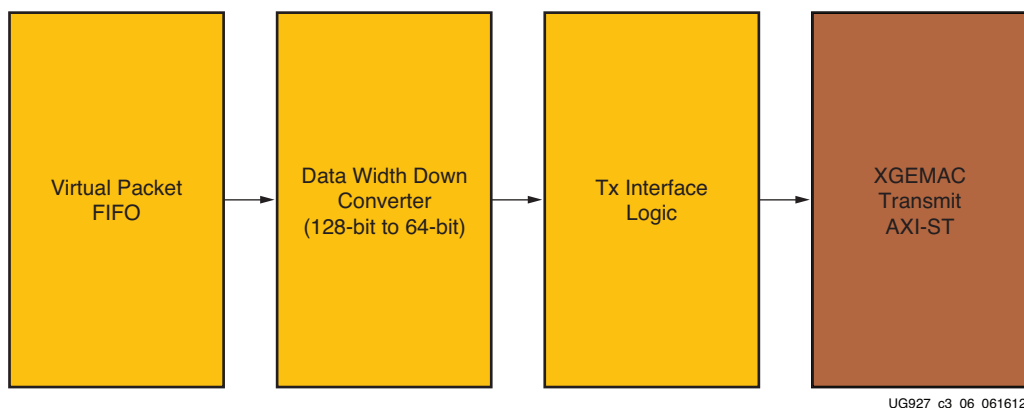 Virtual Packet
FIFO
Data Width Down
Converter
(128-bit to 64-bit)
Tx Interface
Logic
XGEMAC
Transmit
AXI-ST
UG927_c3_06_061612